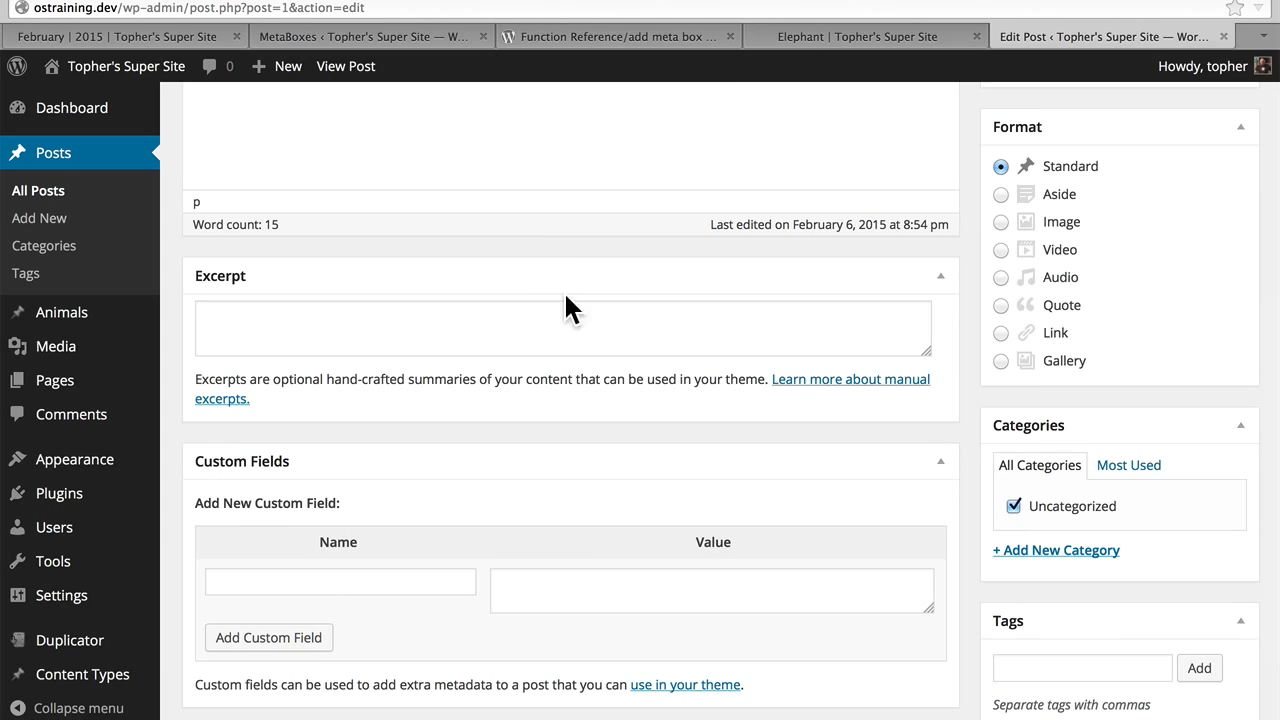 ostraining.dev/wp-admin/post.php?post=1&action=edit
February | 2015 | Topher's Super Site
MetaBoxes ‹ Topher's Super Site — W...
Function Reference/add meta box ...
Elephant | Topher's Super Site
Edit Post ‹ Topher's Super Site — Wor...
Topher's Super Site
0
New
View Post
Howdy, topher
Dashboard
Posts
All Posts
Add New
Categories
Tags
Animals
Media
Pages
Comments
Appearance
Plugins
Users
Tools
Settings
Duplicator
Content Types
Collapse menu
p
Word count: 15
Last edited on February 6, 2015 at 8:54 pm
Excerpt
Excerpts are optional hand-crafted summaries of your content that can be used in your theme. Learn more about manual
excerpts.
Custom Fields
Add New Custom Field:
Name
Value
Add Custom Field
Custom fields can be used to add extra metadata to a post that you can use in your theme.
Format
Standard
Aside
Image
Video
Audio
Quote
Link
Gallery
Categories
All Categories
Most Used
Uncategorized
+ Add New Category
Tags
Add
Separate tags with commas